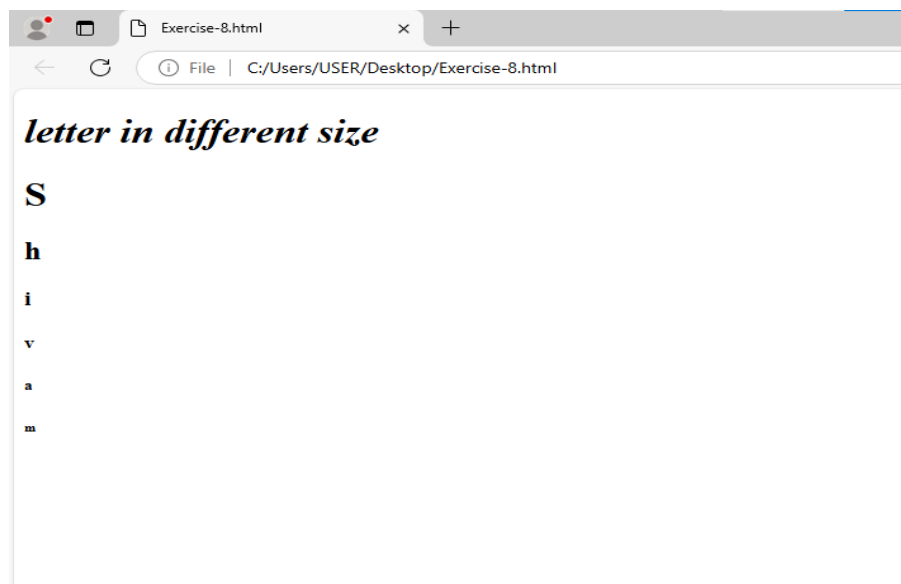 Exercise-8.html
File | C:/Users/USER/Desktop/Exercise-8.html
letter in different size
S
h
i
v
a
m